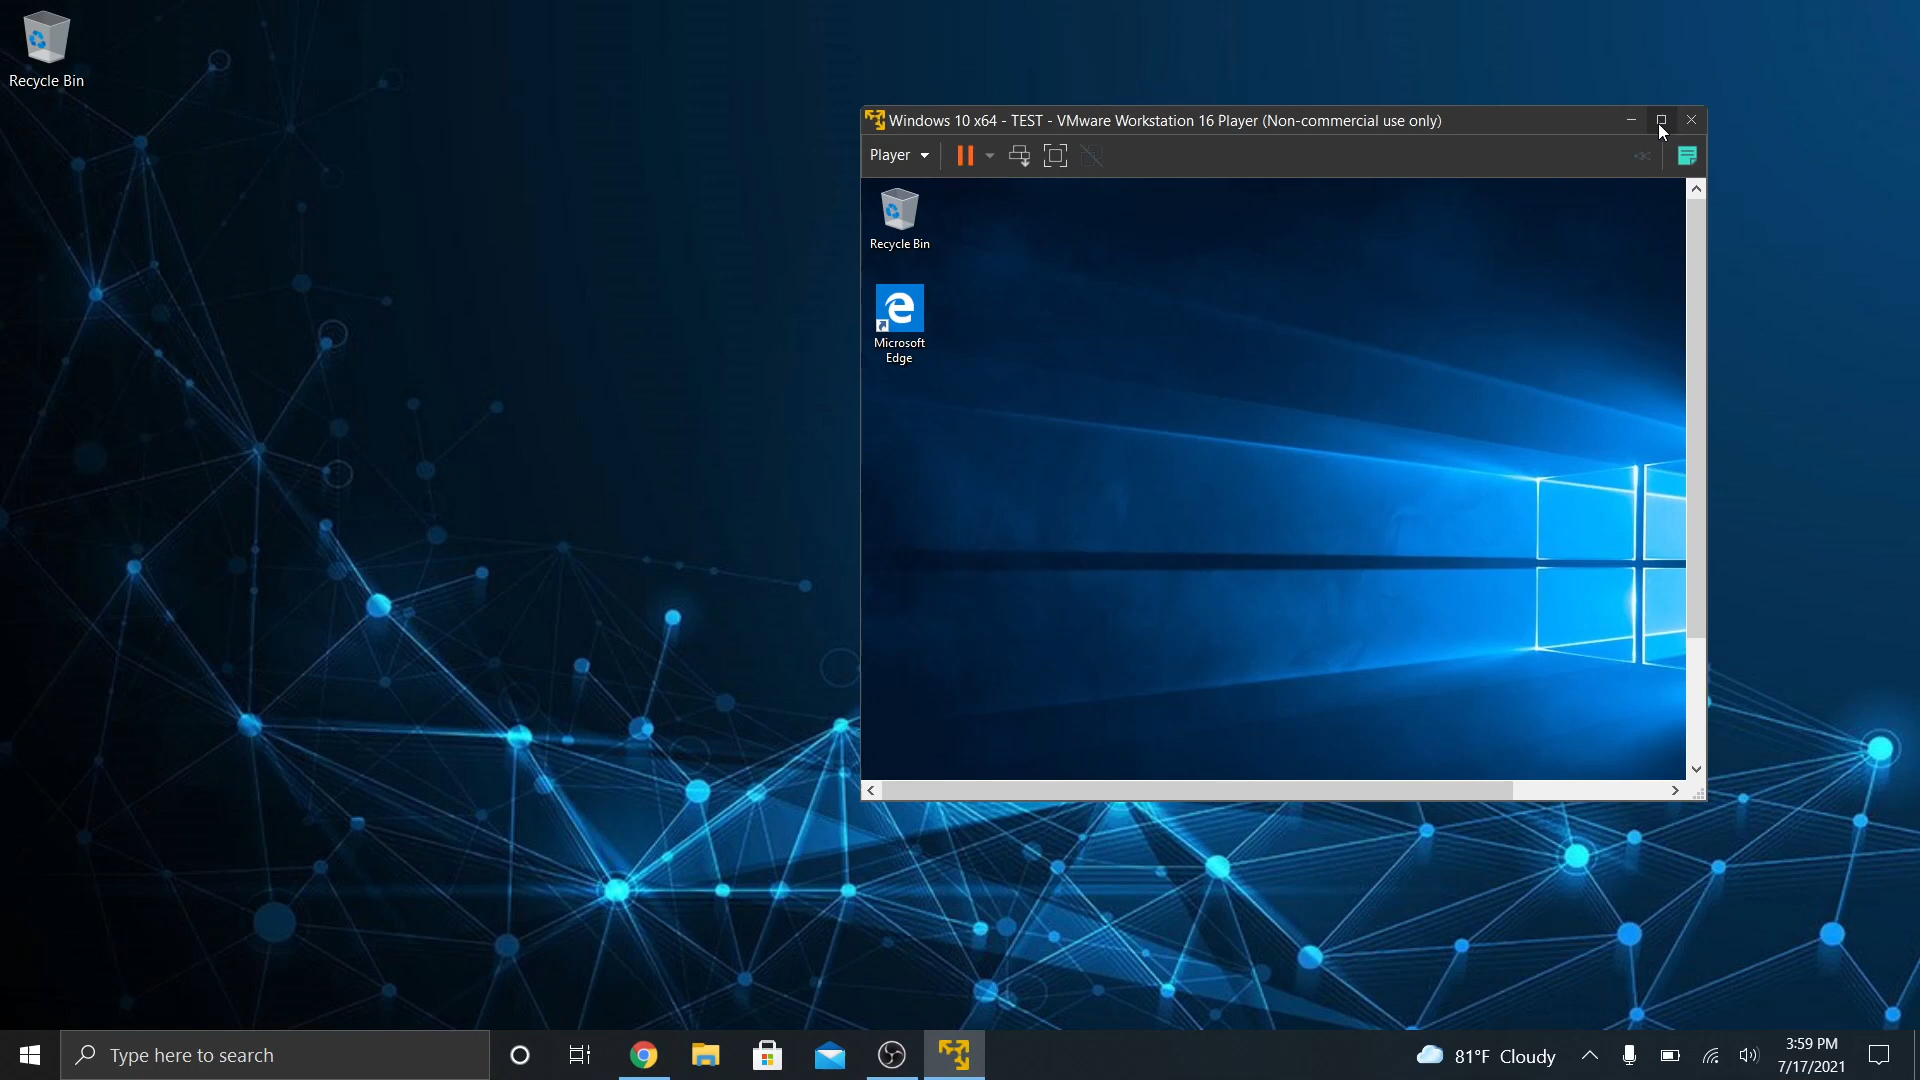 Recycle Bin
Windows 10 x64 - TEST - VMware Workstation 16 Player (Non-commercial use only)
Player
Recycle Bin
Microsoft
Edge
Type here to search
81°F Cloudy
3:59 PM
7/17/2021